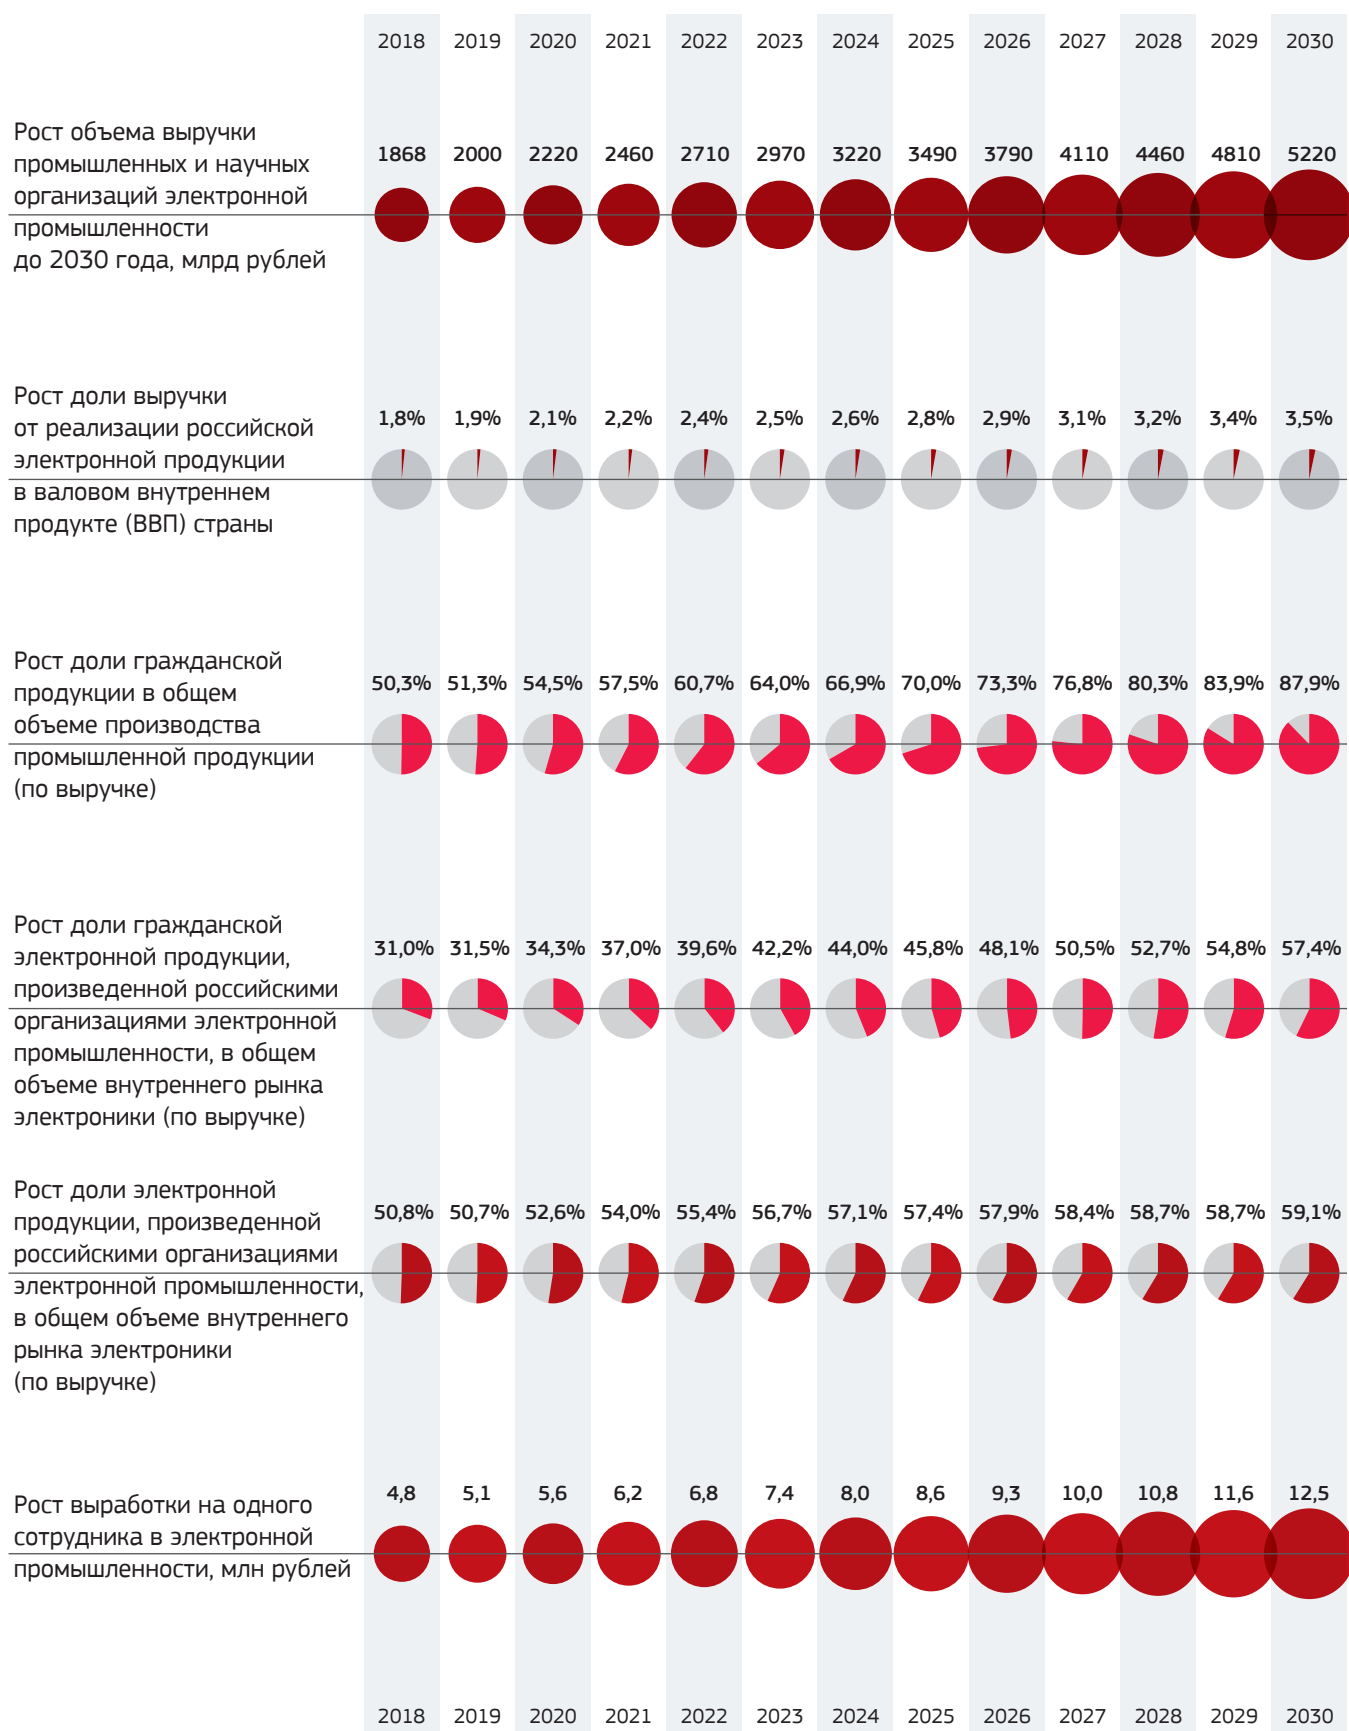 2018 2019 2020 2021 2022 2023 2024 2025 2026 2027 2028 2029 2030
Рост объема выручки
промышленных и научных
организаций электронной
промышленности
до 2030 года, млрд рублей
1868 2000 2220 2460 2710 2970 3220 3490 3790 4110 4460 4810 5220
Рост доли выручки
от реализации российской
электронной продукции
в валовом внутреннем
продукте (ВВП) страны
1,8% 1,9% 2,1% 2,2% 2,4% 2,5% 2,6% 2,8% 2,9% 3,1% 3,2% 3,4% 3,5%
Рост доли гражданской
продукции в общем
объеме производства
промышленной продукции
(по выручке)
50,3% 51,3% 54,5% 57,5% 60,7% 64,0% 66,9% 70,0% 73,3% 76,8% 80,3% 83,9% 87,9%
Рост доли гражданской
электронной продукции,
произведенной российскими
организациями электронной
промышленности, в общем
объеме внутреннего рынка
электроники (по выручке)
31,0% 31,5% 34,3% 37,0% 39,6% 42,2% 44,0% 45,8% 48,1% 50,5% 52,7% 54,8% 57,4%
Рост доли электронной
продукции, произведенной
российскими организациями
электронной промышленности,
в общем объеме внутреннего
рынка электроники
(по выручке)
50,8% 50,7% 52,6% 54,0% 55,4% 56,7% 57,1% 57,4% 57,9% 58,4% 58,7% 58,7% 59,1%
Рост выработки на одного
сотрудника в электронной
промышленности, млн рублей
4,8 5,1 5,6 6,2 6,8 7,4 8,0 8,6 9,3 10,0 10,8 11,6 12,5
2018 2019 2020 2021 2022 2023 2024 2025 2026 2027 2028 2029 2030